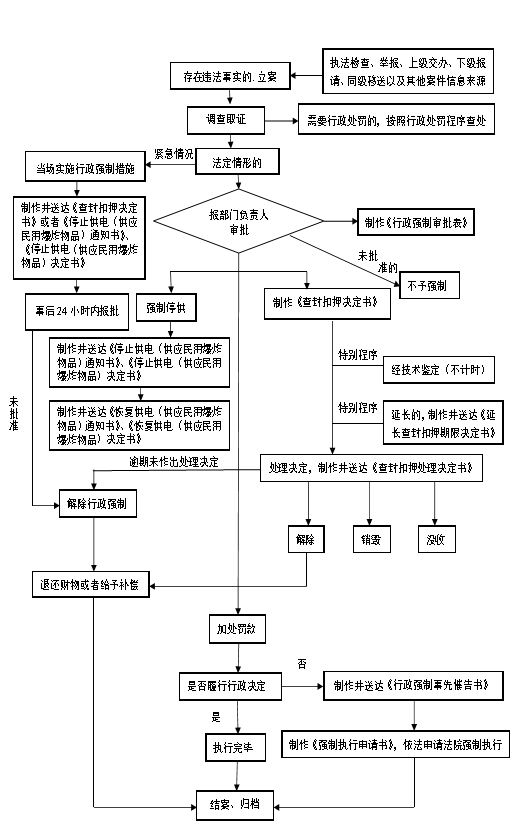 存在违法事实的.立案
执法检查、举报、上级交办、下级报
请、同级移送以及其他案件信息来源
调查取证
需要行政处罚的，按照行政处罚程序查处
紧急情况
法定情形的
当场实施行政强制措施
制作并送达《查封扣押决定
书》或者《停止供电（供应
民用爆炸物品）通知书》、
《停止供电（供应民用爆炸
物品）决定书》
报部门负责人
审批
制作《行政强制审批表》
未批
准的
不予强制
事后24小时内报批
强制停供
制作《查封扣押决定书》
制作并送达《停止供电（供应民用爆炸
物品）通知书》、《停止供电（供应民用
爆炸物品）决定书》
特别程序
经技术鉴定（不计时）
未
批
准
制作并送达《恢复供电（供应民用爆炸
物品）通知书》、《恢复供电（供应民用
爆炸物品）决定书》
特别程序
延长的，制作并送达《延
长查封扣押期限决定书》
逾期未作出处理决定
处理决定，制作并送达《查封扣押处理决定书》
解除行政强制
解除
销毁
没收
退还财物或者给予补偿
加处罚款
是否履行行政决定
否
制作并送达《行政强制事先催告书》
是
执行完毕
制作《强制执行申请书》，依法申请法院强制执行
结案、归档